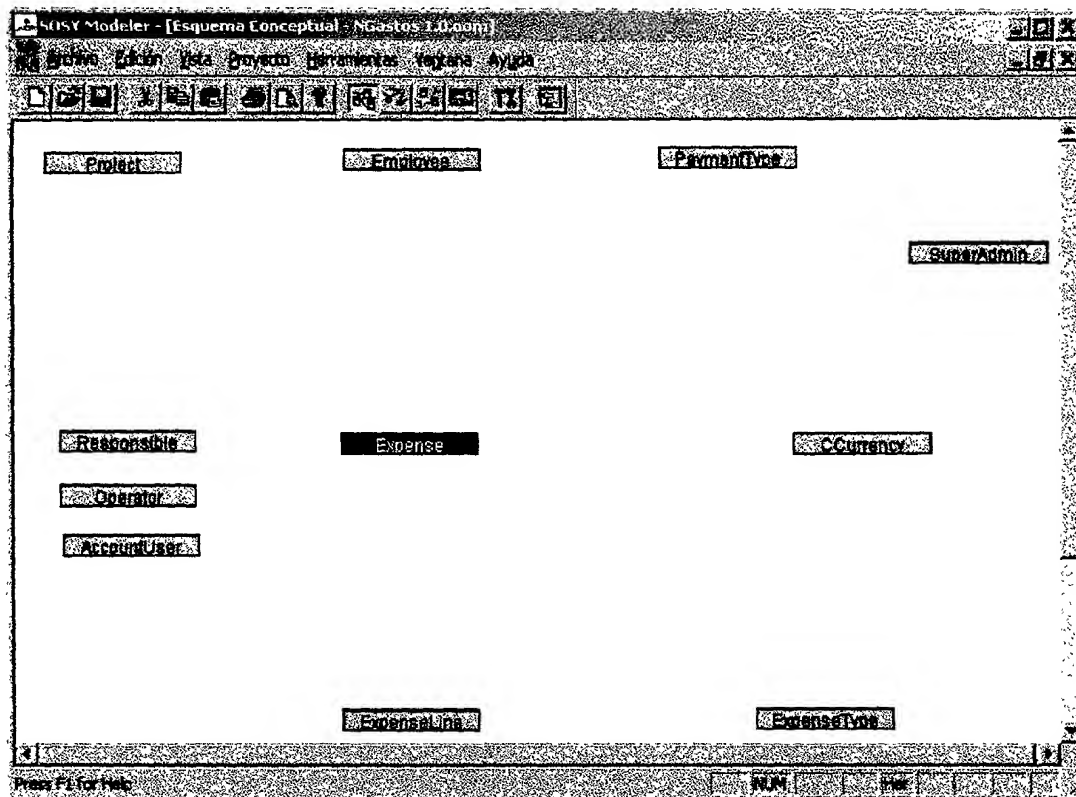 SOSY Modeler - [Esquema Conceptual - NGastos 1.0.oom]
Archivo Edición Vista Proyecto Herramientas Ventana Ayuda
Project Employee PaymentType
SuperAdmin
Responsible Expense CCurrency
Operator
AccountUser
ExpenseLine ExpenseType
Press F1 for help NUM